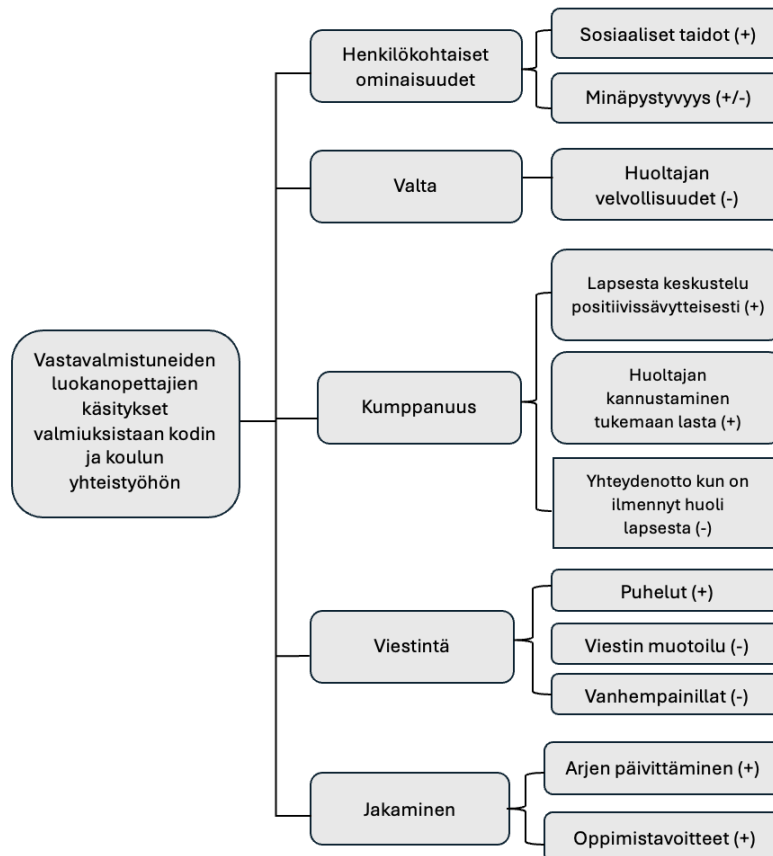 Vastavalmistuneiden
luokanopettajien
käsitykset
valmiuksistaan kodin
ja koulun
yhteistyöhön
Henkilökohtaiset
ominaisuudet
Sosiaaliset taidot (+)
Minäpystyvyys (+/-)
Valta
Huoltajan
velvollisuudet (-)
Kumppanuus
Lapsesta keskustelu
positiivissävytteisesti (+)
Huoltajan
kannustaminen
tukemaan lasta (+)
Yhteydenotto kun on
ilmennyt huoli
lapsesta (-)
Viestintä
Puhelut (+)
Viestin muotoilu (-)
Vanhempainillat (-)
Jakaminen
Arjen päivittäminen (+)
Oppimistavoitteet (+)